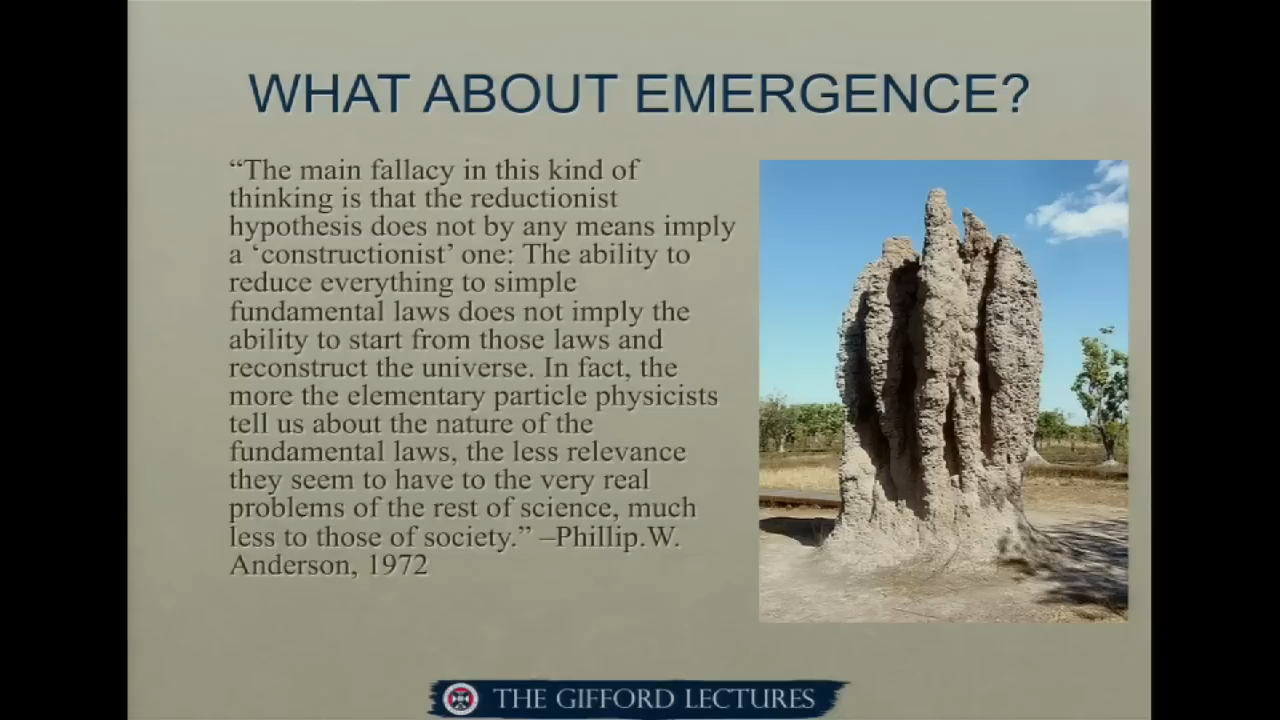 WHAT ABOUT EMERGENCE?
“The main fallacy in this kind of
thinking is that the reductionist
hypothesis does not by any means imply
a ‘constructionist’ one: The ability to
reduce everything to simple
fundamental laws does not imply the
ability to start from those laws and
reconstruct the universe. In fact, the
more the elementary particle physicists
tell us about the nature of the
fundamental laws, the less relevance
they seem to have to the very real
problems of the rest of science, much
less to those of society.” –Phillip.W.
Anderson, 1972
THE GIFFORD LECTURES